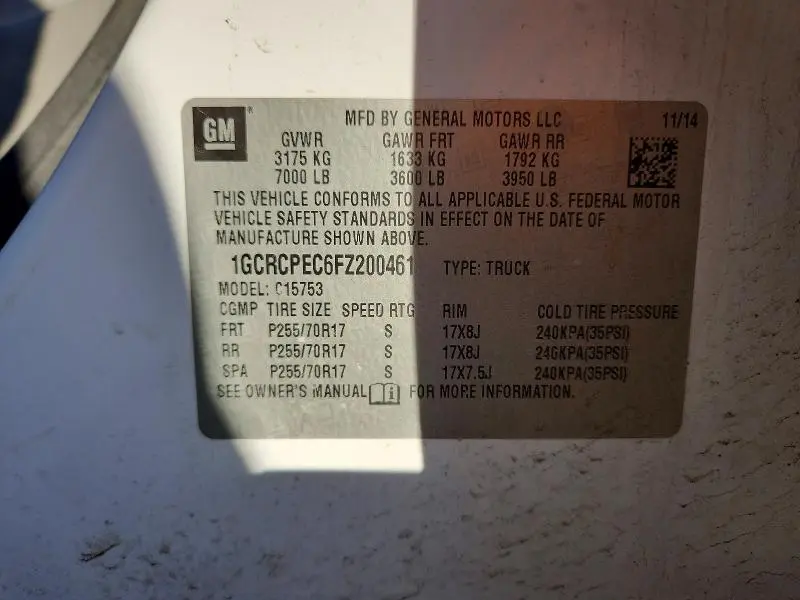 GM® MFD BY GENERAL MOTORS LLC 11/14
GVWR GAWR FRT GAWR RR
3175 KG 1633 KG 1792 KG
7000 LB 3600 LB 3950 LB
THIS VEHICLE CONFORMS TO ALL APPLICABLE U.S. FEDERAL MOTOR
VEHICLE SAFETY STANDARDS IN EFFECT ON THE DATE OF
MANUFACTURE SHOWN ABOVE.
1GCRCPEC6FZ200461 TYPE: TRUCK
MODEL: C15753
CGMP TIRE SIZE SPEED RTG RIM COLD TIRE PRESSURE
FRT P255/70R17 S 17X8J 240KPA(35PSI)
RR P255/70R17 S 17X8J 240KPA(35PSI)
SPA P255/70R17 S 17X7.5J 240KPA(35PSI)
SEE OWNER'S MANUAL i FOR MORE INFORMATION.